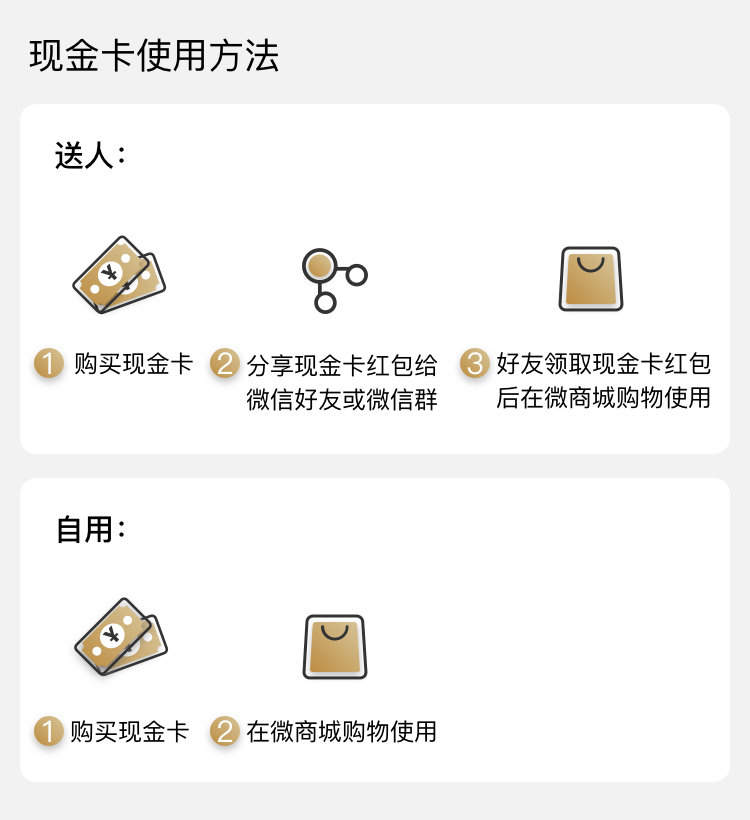 现金卡使用方法
送人：
¥
1 购买现金卡
2 分享现金卡红包给
微信好友或微信群
3 好友领取现金卡红包
后在微商城购物使用
自用：
¥
1 购买现金卡
2 在微商城购物使用